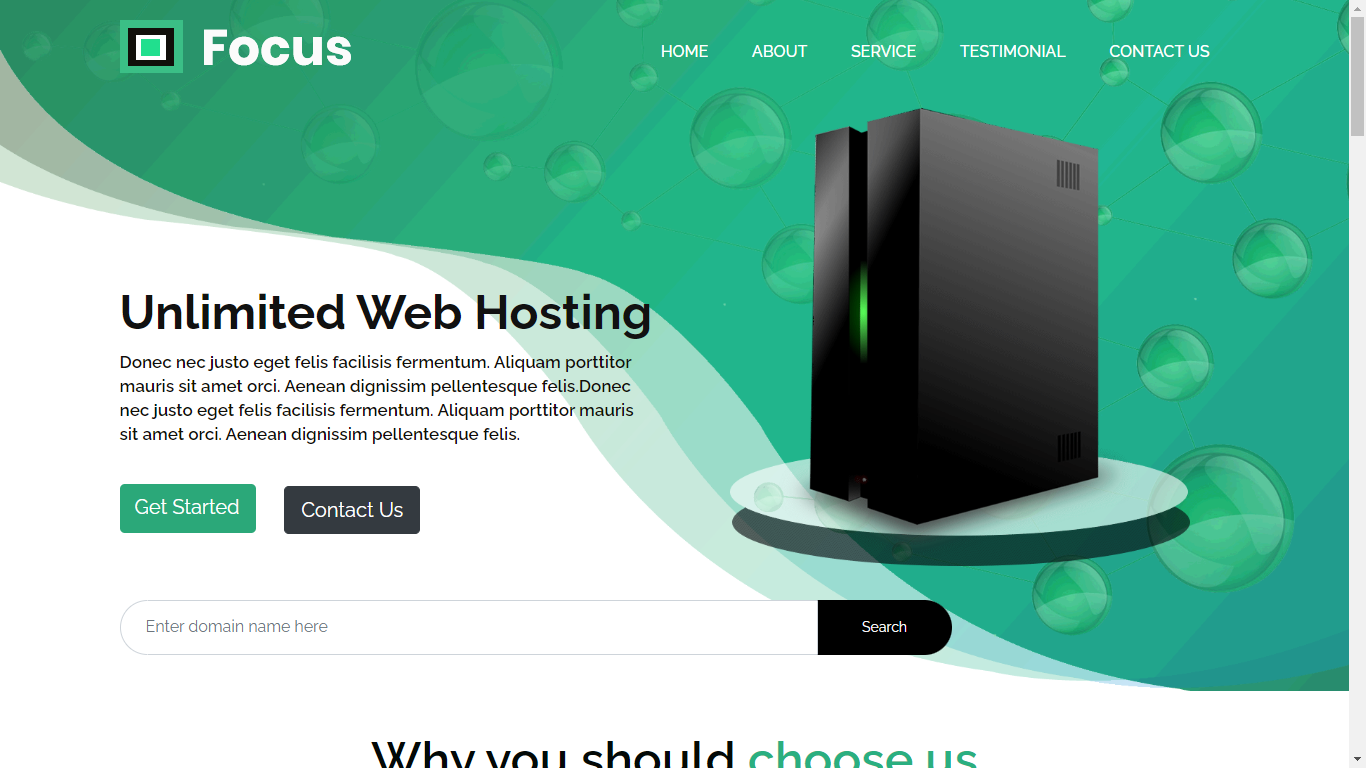 Focus
HOME
ABOUT
SERVICE
TESTIMONIAL
CONTACT US
Unlimited Web Hosting
Donec nec justo eget felis facilisis fermentum. Aliquam porttitor
mauris sit amet orci. Aenean dignissim pellentesque felis.Donec
nec justo eget felis facilisis fermentum. Aliquam porttitor mauris
sit amet orci. Aenean dignissim pellentesque felis.
Get Started
Contact Us
Enter domain name here
Search
Why you should choose us